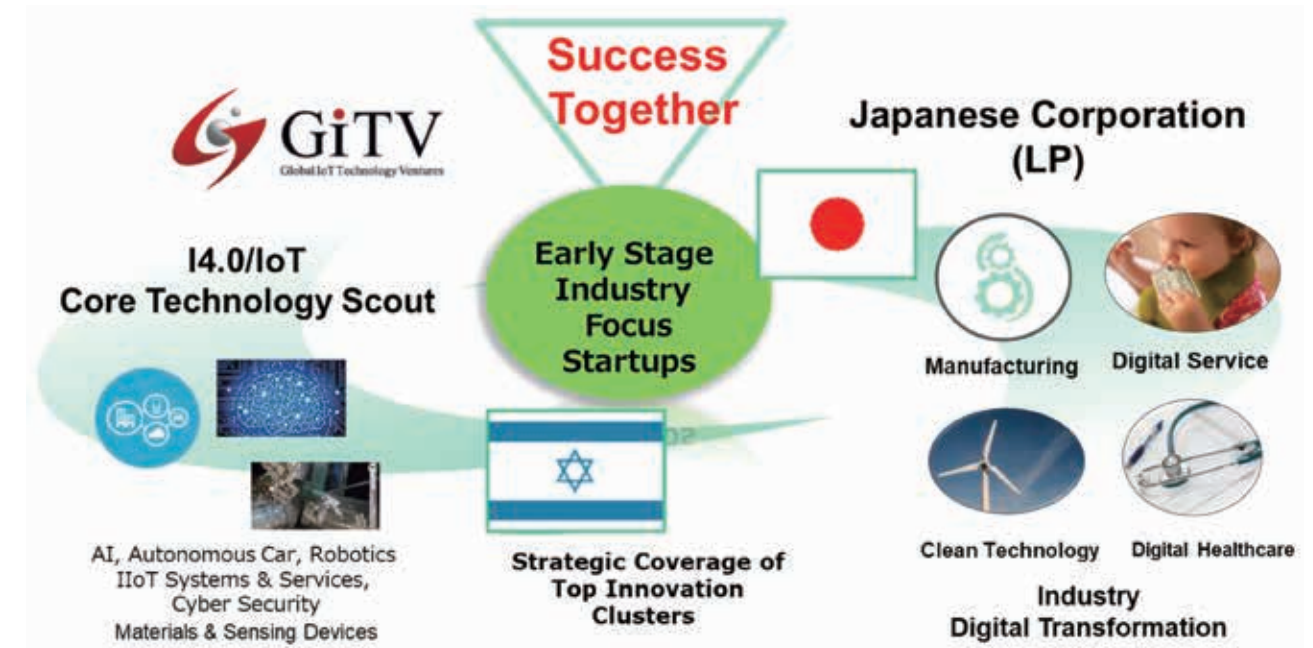 Success
Together
GiTV
Global IoT Technology Ventures
Japanese Corporation
(LP)
I4.0/IoT
Core Technology Scout
Early Stage
Industry
Focus
Startups
Manufacturing
Digital Service
AI, Autonomous Car, Robotics
IIoT Systems & Services,
Cyber Security
Materials & Sensing Devices
Strategic Coverage of
Top Innovation
Clusters
Clean Technology
Digital Healthcare
Industry
Digital Transformation